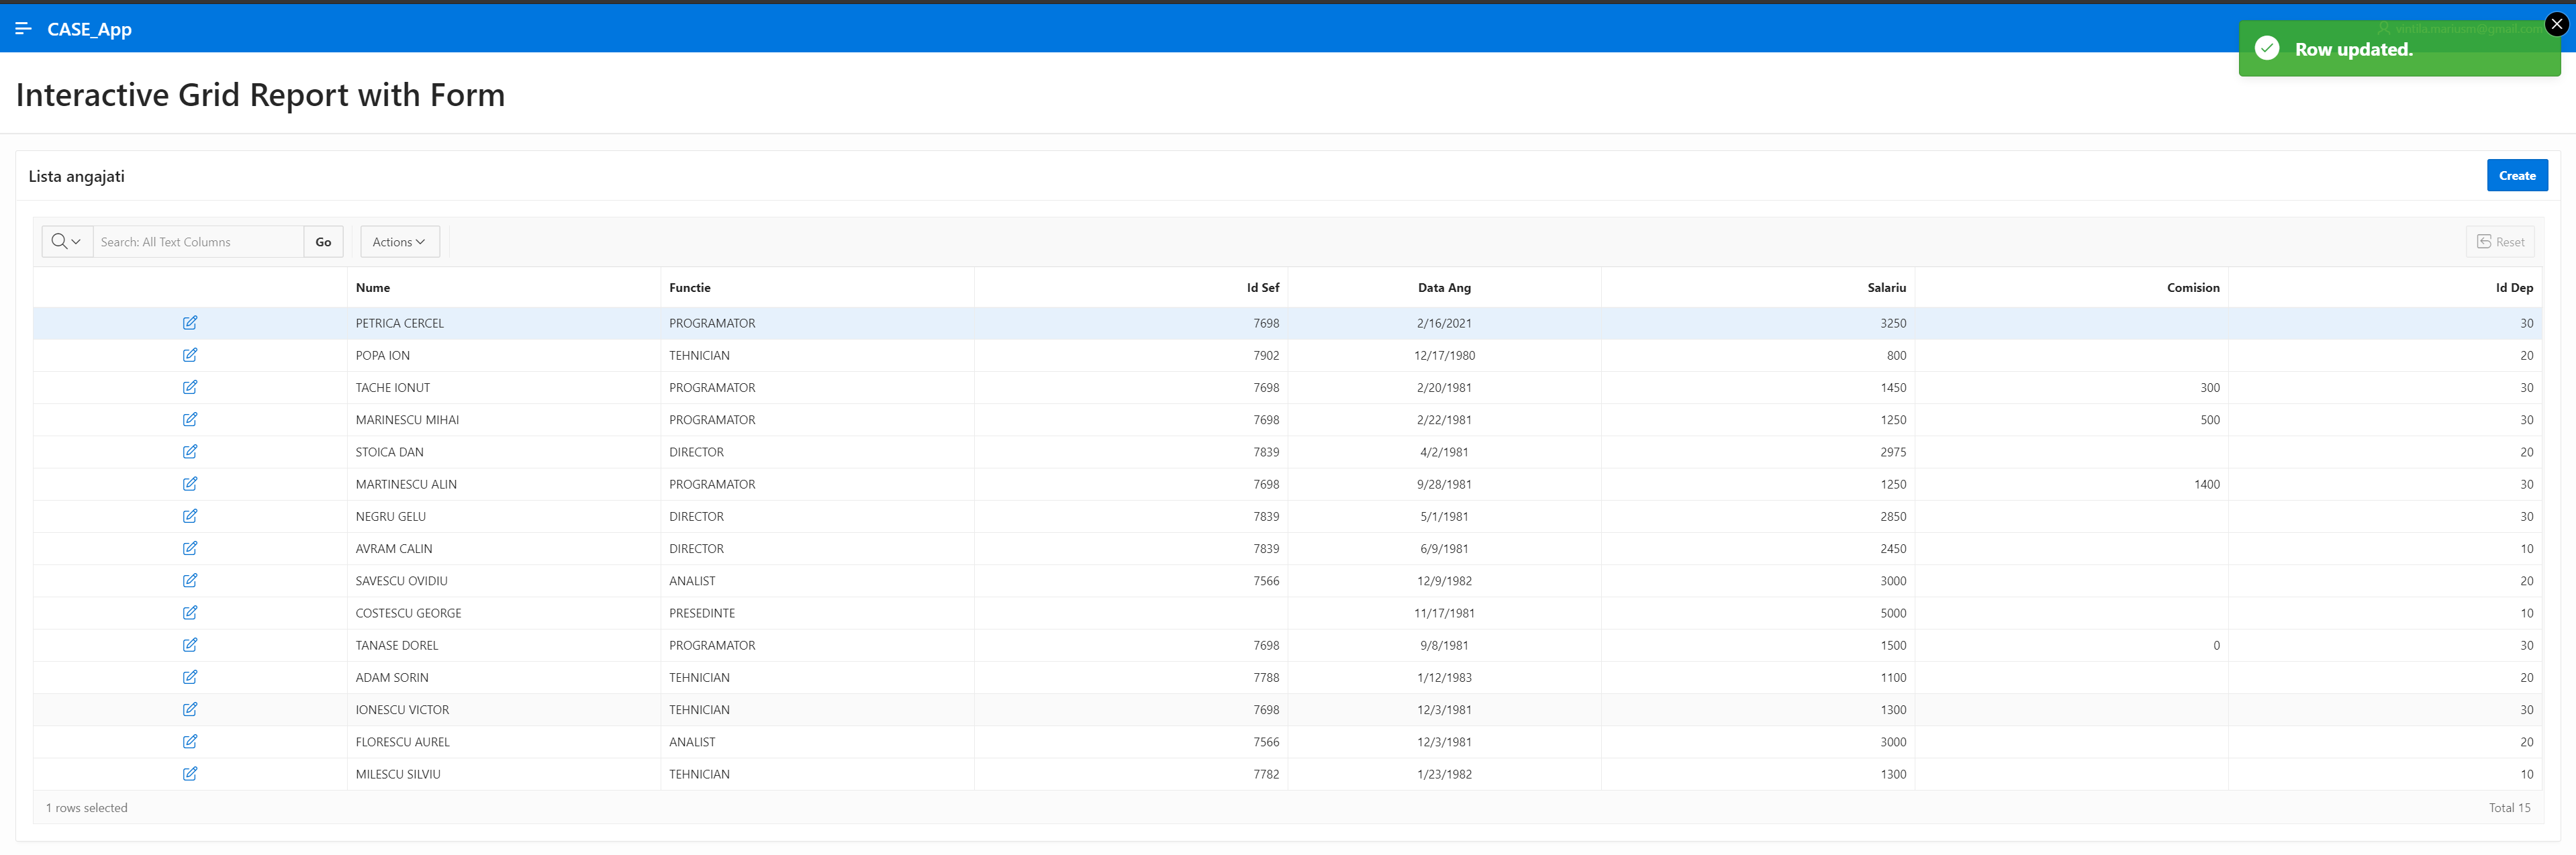 CASE_App
vintila.mariusm@gmail.com
Row updated.
Interactive Grid Report with Form
Lista angajati
Create
Search: All Text Columns Go Actions Reset
Nume Functie Id Sef Data Ang Salariu Comision Id Dep
PETRICA CERCEL PROGRAMATOR 7698 2/16/2021 3250 30
POPA ION TEHNICIAN 7902 12/17/1980 800 20
TACHE IONUT PROGRAMATOR 7698 2/20/1981 1450 300 30
MARINESCU MIHAI PROGRAMATOR 7698 2/22/1981 1250 500 30
STOICA DAN DIRECTOR 7839 4/2/1981 2975 20
MARTINESCU ALIN PROGRAMATOR 7698 9/28/1981 1250 1400 30
NEGRU GELU DIRECTOR 7839 5/1/1981 2850 30
AVRAM CALIN DIRECTOR 7839 6/9/1981 2450 10
SAVESCU OVIDIU ANALIST 7566 12/9/1982 3000 20
COSTESCU GEORGE PRESEDINTE 11/17/1981 5000 10
TANASE DOREL PROGRAMATOR 7698 9/8/1981 1500 0 30
ADAM SORIN TEHNICIAN 7788 1/12/1983 1100 20
IONESCU VICTOR TEHNICIAN 7698 12/3/1981 1300 30
FLORESCU AUREL ANALIST 7566 12/3/1981 3000 20
MILESCU SILVIU TEHNICIAN 7782 1/23/1982 1300 10
1 rows selected Total 15